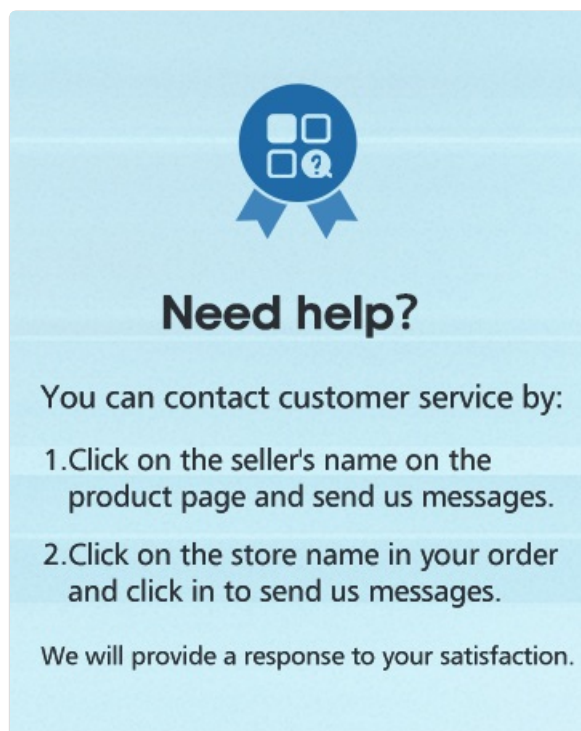 Need help?
You can contact customer service by:
1.Click on the seller's name on the
product page and send us messages.
2.Click on the store name in your order
and click in to send us messages.
We will provide a response to your satisfaction.